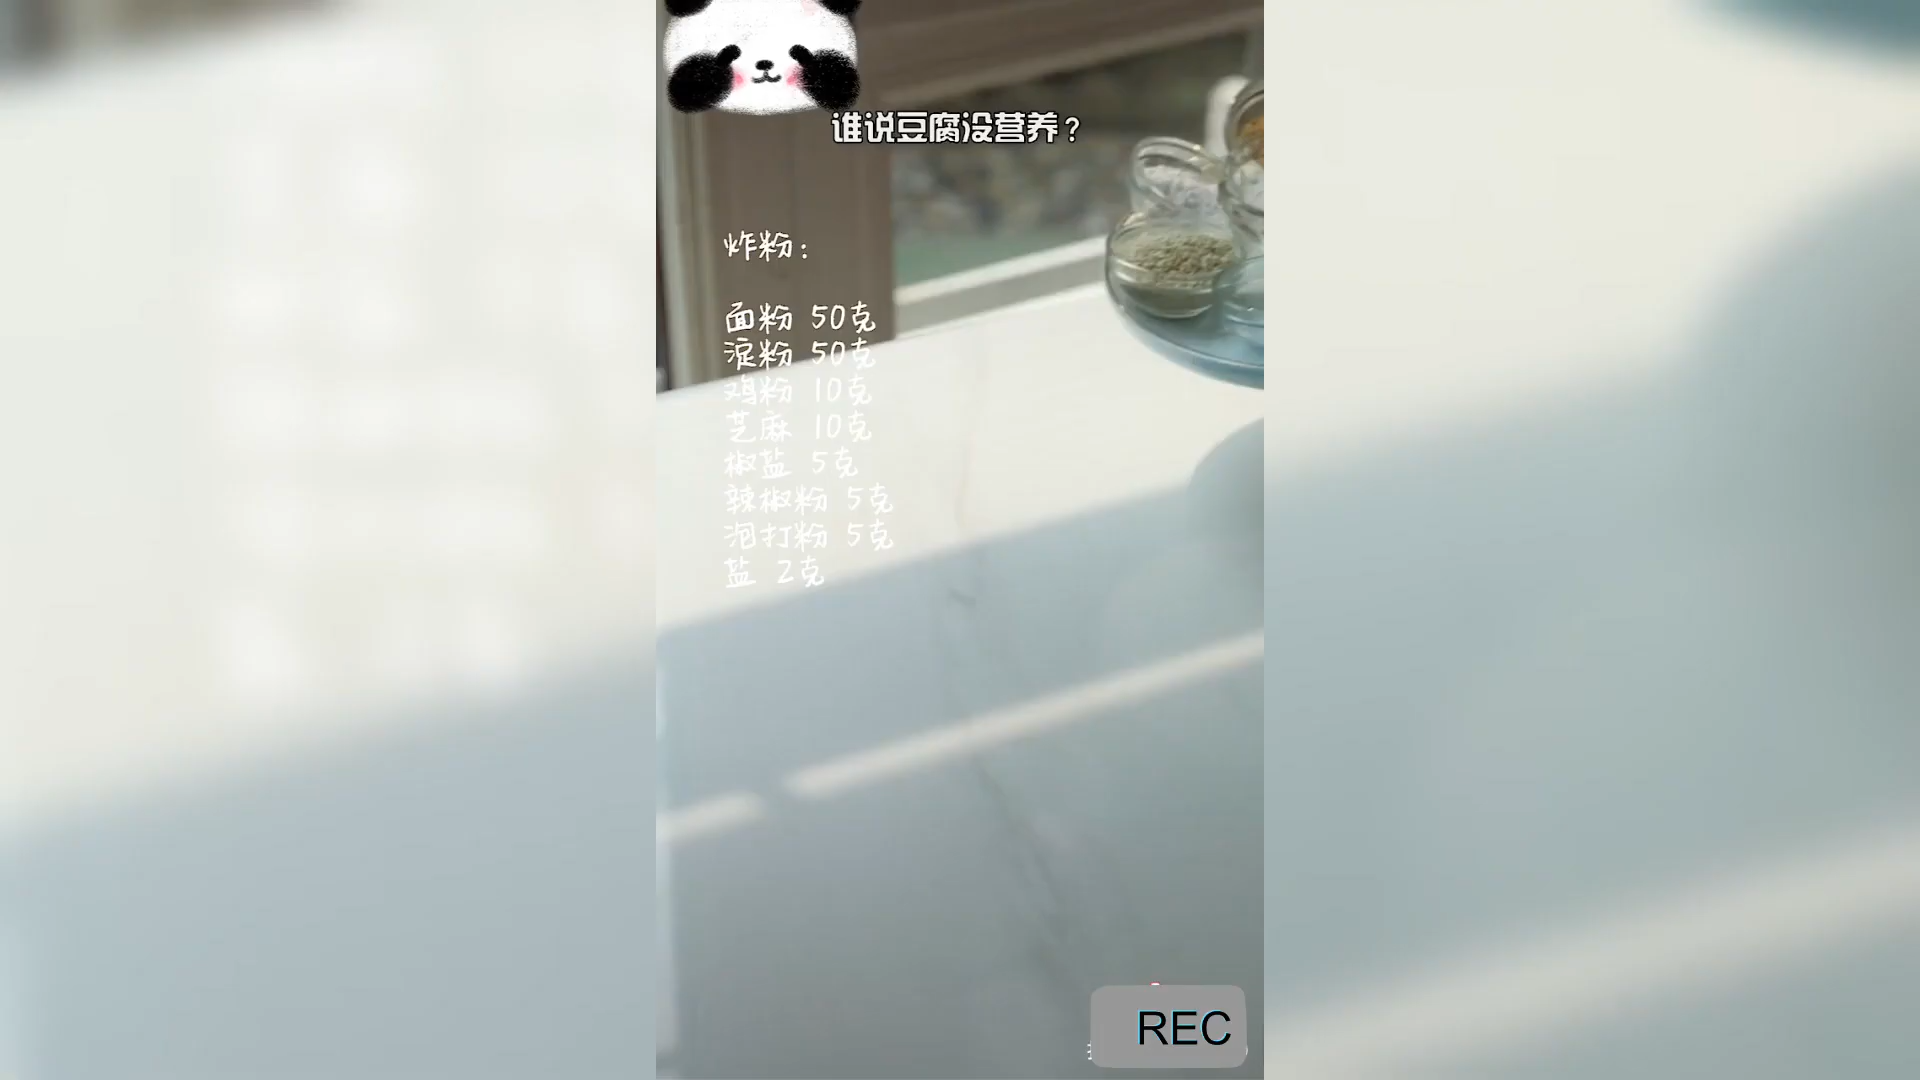 谁说豆腐没营养？
炸粉：
面粉 50克
淀粉 50克
鸡粉 10克
芝麻 10克
椒盐 5克
辣椒粉 5克
泡打粉 5克
盐 2克
REC